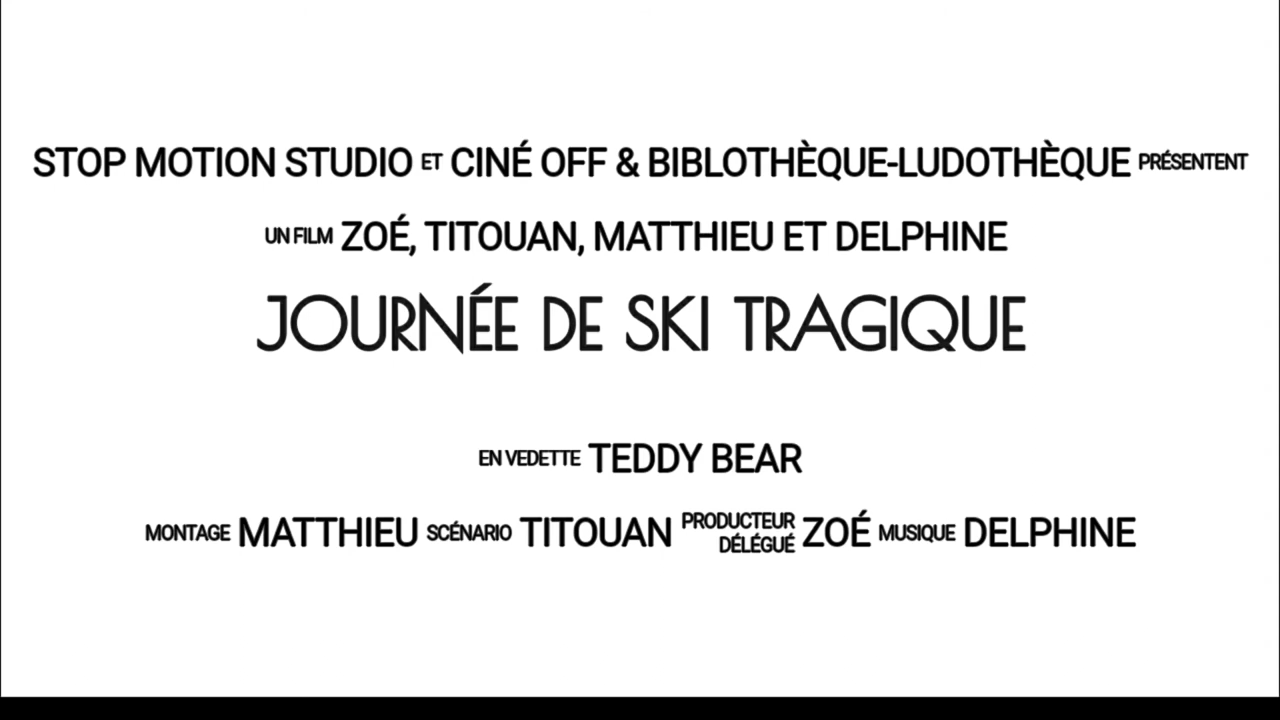 STOP MOTION STUDIO ET CINÉ OFF & BIBLOTHÈQUE-LUDOTHÈQUE PRÉSENTENT
UN FILM ZOÉ, TITOUAN, MATTHIEU ET DELPHINE
JOURNÉE DE SKI TRAGIQUE
EN VEDETTE TEDDY BEAR
MONTAGE MATTHIEU SCÉNARIO TITOUAN PRODUCTEUR DÉLÉGUÉ ZOÉ MUSIQUE DELPHINE